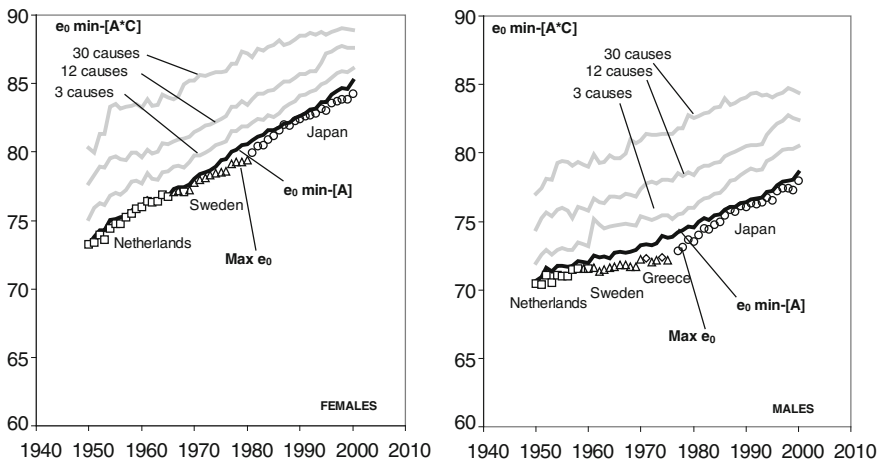 90
85
80
75
70
65
60
e₀ min-[A*C]
30 causes
12 causes
3 causes
Japan
e₀ min-[A]
Sweden
Netherlands
Max e₀
FEMALES
1940 1950 1960 1970 1980 1990 2000 2010
90
85
80
75
70
65
60
e₀ min-[A*C]
30 causes
12 causes
3 causes
Japan
Greece
Netherlands
Sweden
e₀ min-[A]
Max e₀
MALES
1940 1950 1960 1970 1980 1990 2000 2010